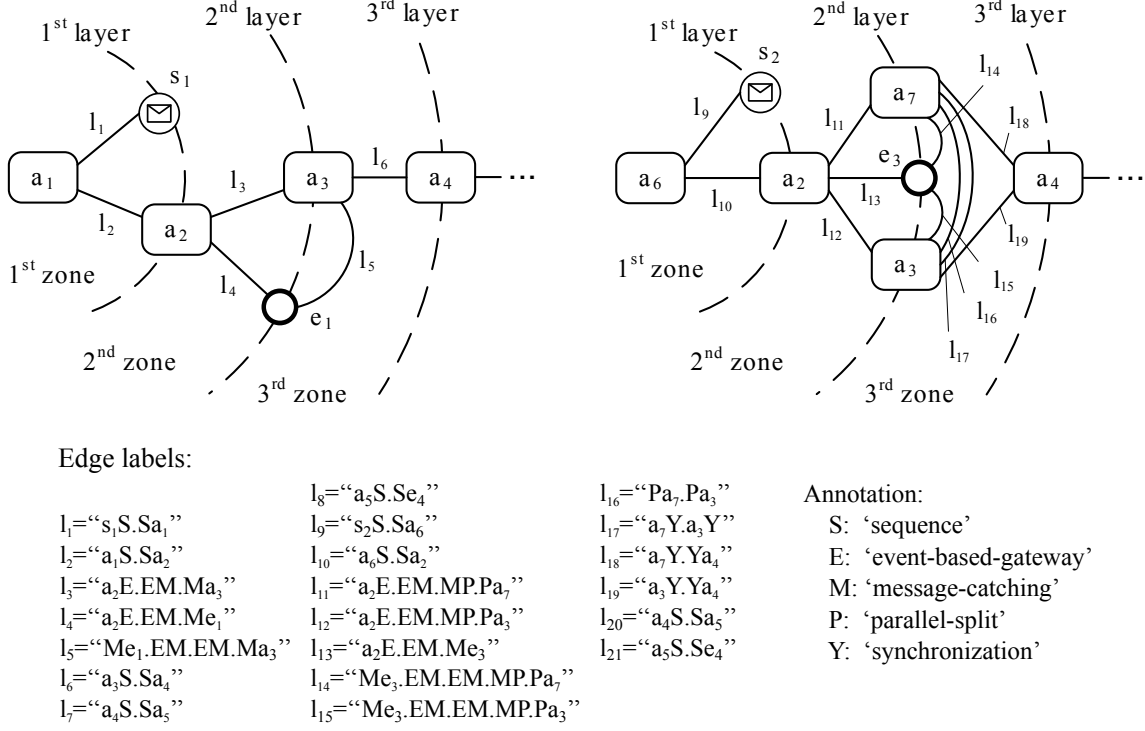 1st layer
2nd layer
3rd layer
s₁
l₁
a₁
l₂
a₂
l₃
a₃
l₆
a₄
...
l₄
l₅
e₁
1st zone
2nd zone
3rd zone
1st layer
2nd layer
3rd layer
s₂
l₉
a₆
l₁₀
a₂
l₁₁
a₇
l₁₄
l₁₈
e₃
l₁₃
a₄
...
l₁₂
a₃
l₁₉
l₁₅
l₁₆
l₁₇
1st zone
2nd zone
3rd zone
Edge labels:
l₁=“s₁S.Sa₁”
l₂=“a₁S.Sa₂”
l₃=“a₂E.EM.Ma₃”
l₄=“a₂E.EM.Me₁”
l₅=“Me₁.EM.EM.Ma₃”
l₆=“a₃S.Sa₄”
l₇=“a₄S.Sa₅”
l₈=“a₅S.Se₄”
l₉=“s₂S.Sa₆”
l₁₀=“a₆S.Sa₂”
l₁₁=“a₂E.EM.MP.Pa₇”
l₁₂=“a₂E.EM.MP.Pa₃”
l₁₃=“a₂E.EM.Me₃”
l₁₄=“Me₃.EM.EM.MP.Pa₇”
l₁₅=“Me₃.EM.EM.MP.Pa₃”
l₁₆=“Pa₇.Pa₃”
l₁₇=“a₇Y.a₃Y”
l₁₈=“a₇Y.Ya₄”
l₁₉=“a₃Y.Ya₄”
l₂₀=“a₄S.Sa₅”
l₂₁=“a₅S.Se₄”
Annotation:
S: ‘sequence’
E: ‘event-based-gateway’
M: ‘message-catching’
P: ‘parallel-split’
Y: ‘synchronization’